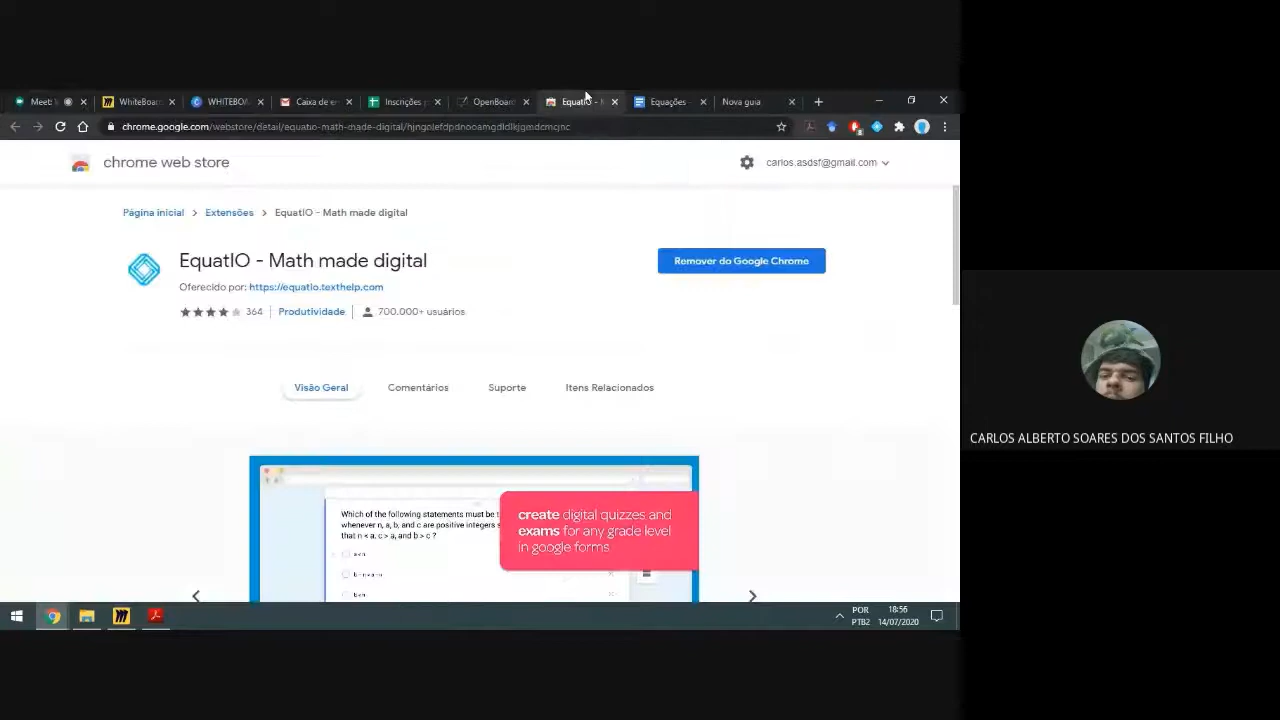 Meet:
WhiteBoar
WHITEBOA
Caixa de e
Inscrições
OpenBoard
EquatIO - M
Equações -
Nova guia
chrome.google.com/webstore/detail/equatio-math-made-digital/hjngolefdpdnooamgdldlkjgmdcmcjnc
chrome web store
carlos.asdsf@gmail.com
Página inicial > Extensões > EquatIO - Math made digital
EquatIO - Math made digital
Remover do Google Chrome
Oferecido por: https://equatio.texthelp.com
364 | Produtividade | 700.000+ usuários
Visão Geral
Comentários
Suporte
Itens Relacionados
Which of the following statements must be t
whenever n, a, b, and c are positive integers s
that n < a, c > a, and b > c ?
a<n
b<n
create digital quizzes and
exams for any grade level
in google forms
CARLOS ALBERTO SOARES DOS SANTOS FILHO
POR
PTB2
18:56
14/07/2020